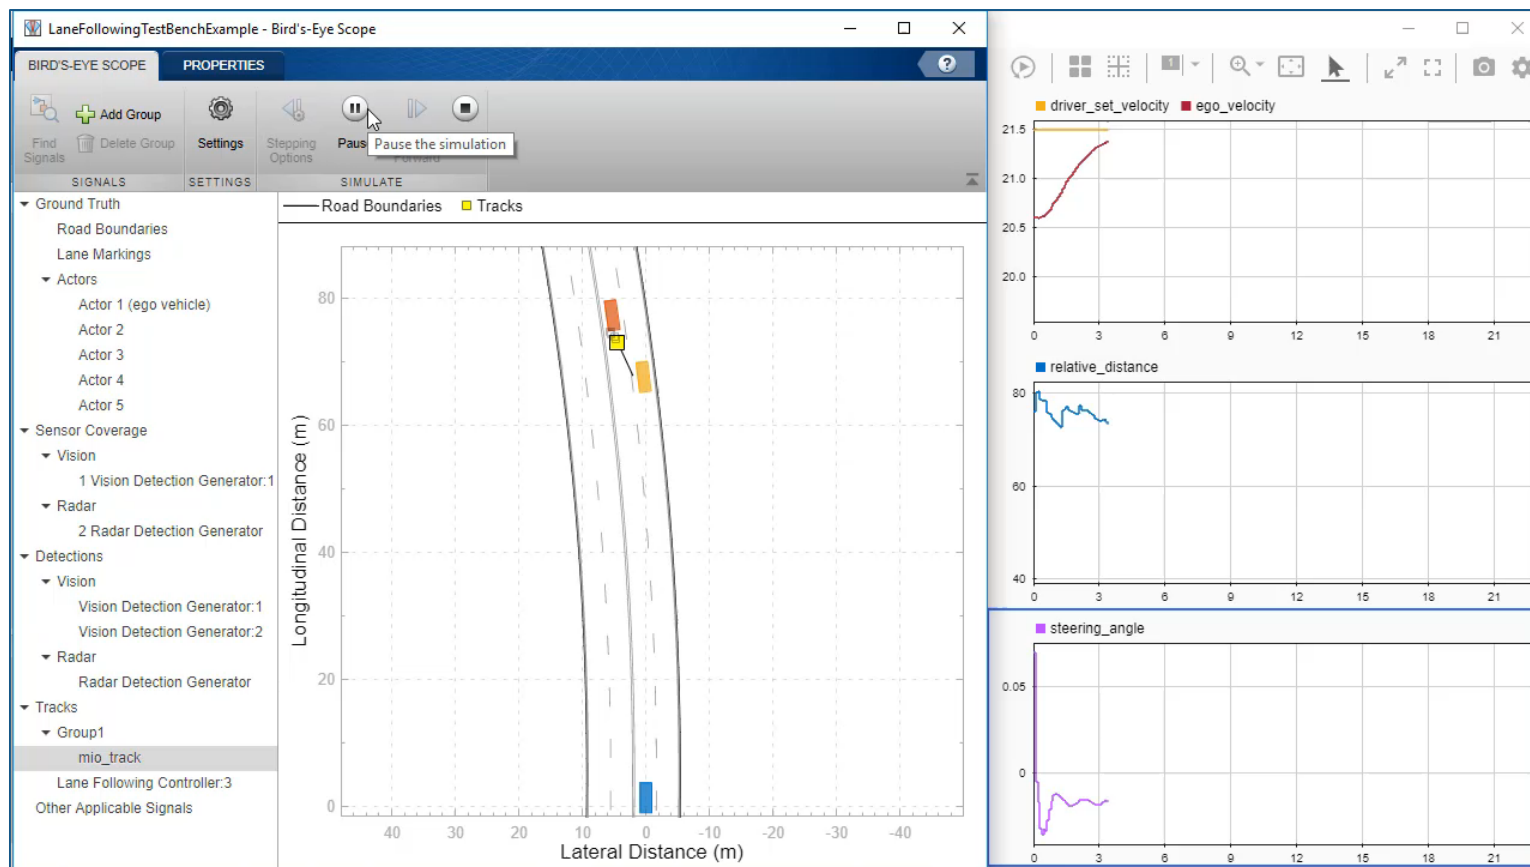 LaneFollowingTestBenchExample - Bird's-Eye Scope
BIRD'S-EYE SCOPE
PROPERTIES
?
Find Signals
Add Group
Delete Group
Settings
Stepping Options
Pause
Forward
Pause the simulation
SIGNALS
SETTINGS
SIMULATE
Ground Truth
Road Boundaries
Lane Markings
Actors
Actor 1 (ego vehicle)
Actor 2
Actor 3
Actor 4
Actor 5
Sensor Coverage
Vision
1 Vision Detection Generator:1
Radar
2 Radar Detection Generator
Detections
Vision
Vision Detection Generator:1
Vision Detection Generator:2
Radar
Radar Detection Generator
Tracks
Group1
mio_track
Lane Following Controller:3
Other Applicable Signals
Road Boundaries
Tracks
80
60
40
20
0
Longitudinal Distance (m)
40 30 20 10 0 -10 -20 -30 -40
Lateral Distance (m)
1
driver_set_velocity ego_velocity
21.5
21.0
20.5
20.0
0 3 6 9 12 15 18 21
relative_distance
80
60
40
0 3 6 9 12 15 18 21
steering_angle
0.05
0
0 3 6 9 12 15 18 21